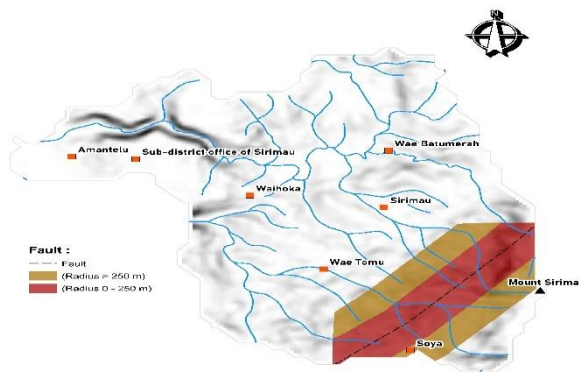 N
Wae Batumerah
Amantelu
Sub-district office of Sirimau
Waihoka
Sirimau
Fault :
Fault
(Radius > 250 m)
(Radius 0 - 250 m)
Wae Tomu
Mount Sirima
Soya